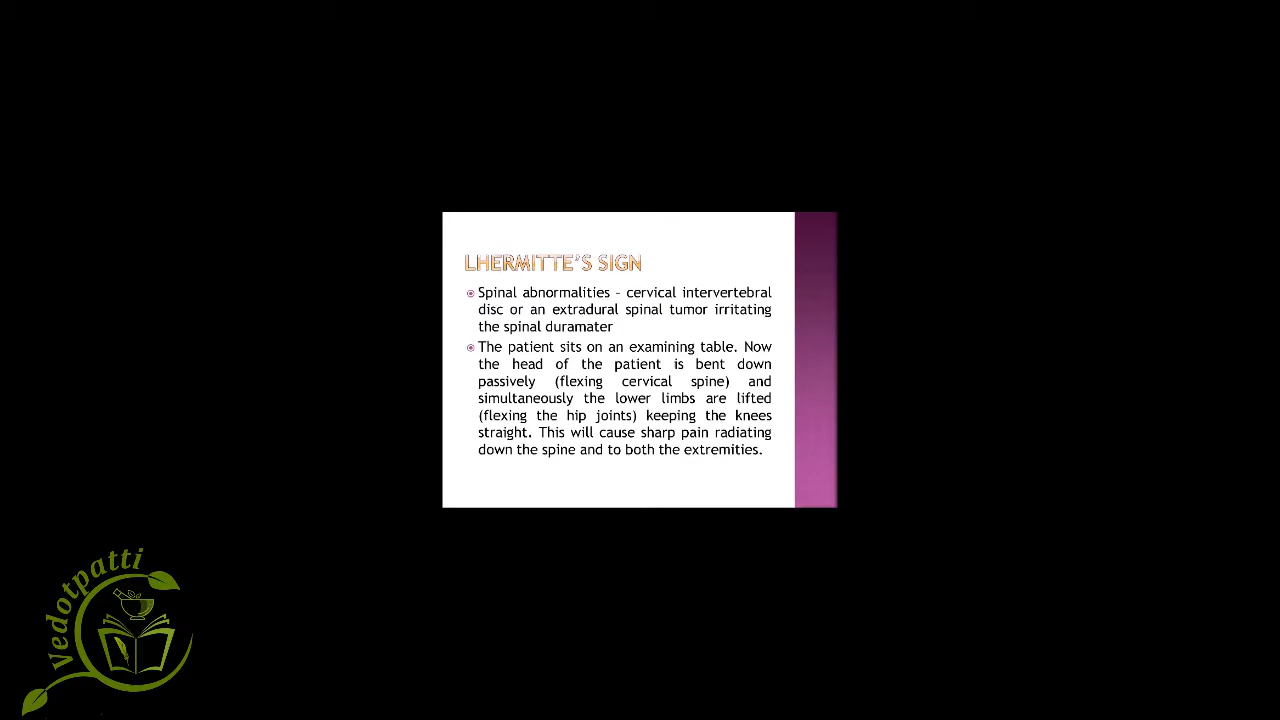 LHERMITTE'S SIGN
Spinal abnormalities – cervical intervertebral
disc or an extradural spinal tumor irritating
the spinal duramater
The patient sits on an examining table. Now
the head of the patient is bent down
passively (flexing cervical spine) and
simultaneously the lower limbs are lifted
(flexing the hip joints) keeping the knees
straight. This will cause sharp pain radiating
down the spine and to both the extremities.
vedotpatti